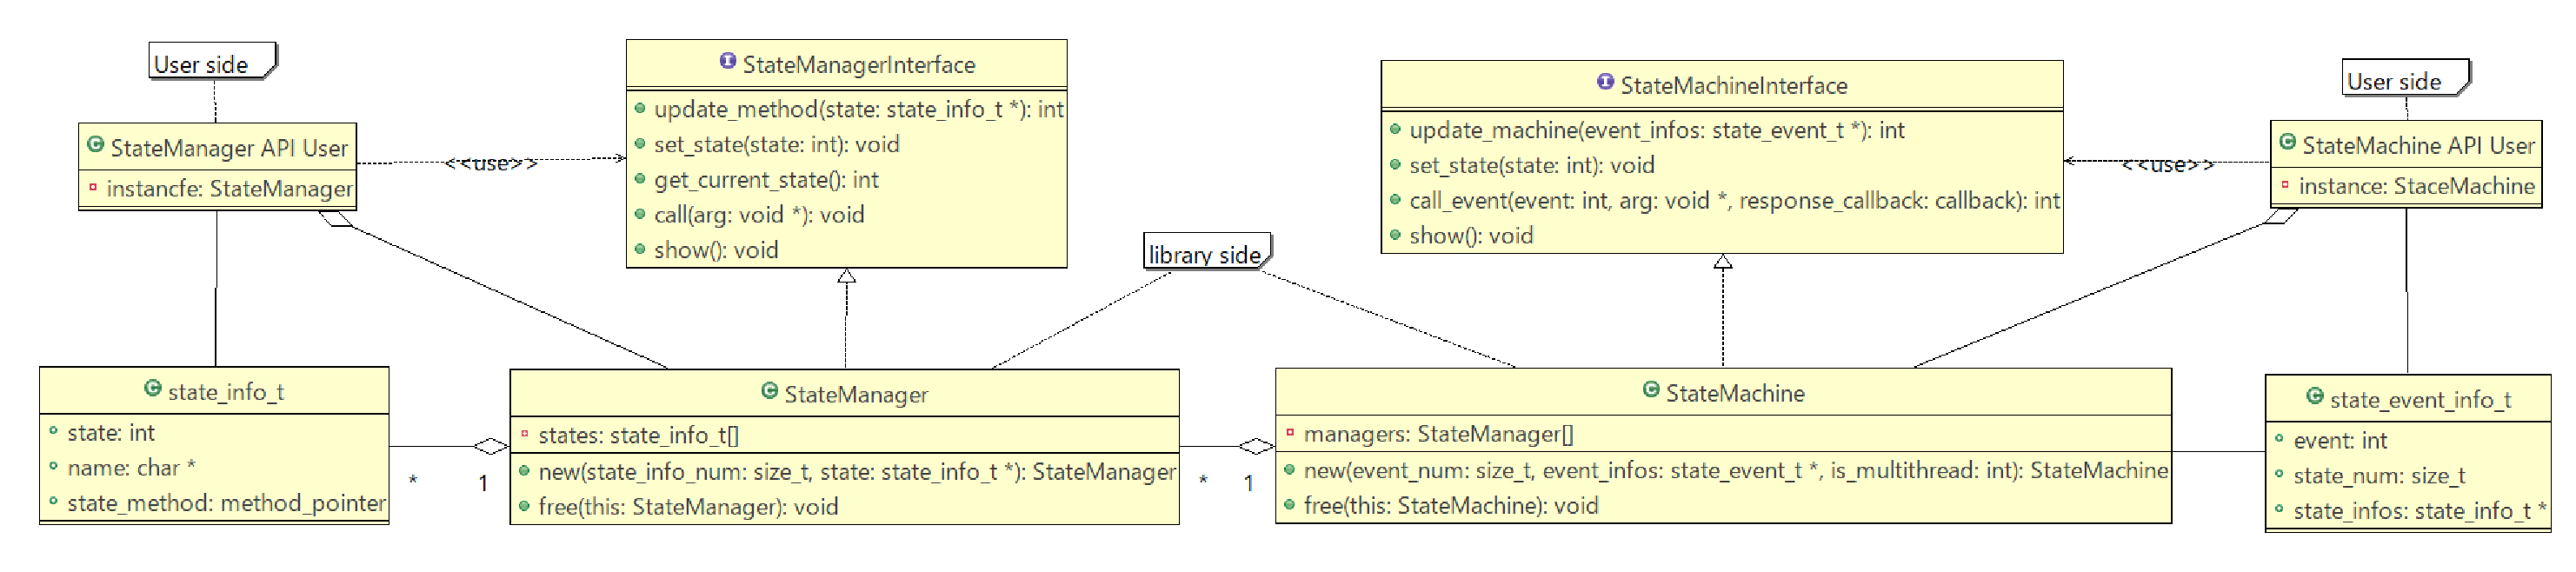 User side
StateManager API User
instancfe: StateManager
<<use>>
StateManagerInterface
update_method(state: state_info_t *): int
set_state(state: int): void
get_current_state(): int
call(arg: void *): void
show(): void
library side
StateMachineInterface
update_machine(event_infos: state_event_t *): int
set_state(state: int): void
call_event(event: int, arg: void *, response_callback: callback): int
show(): void
<<use>>
User side
StateMachine API User
instance: StaceMachine
state_info_t
state: int
name: char *
state_method: method_pointer
* 1
StateManager
states: state_info_t[]
new(state_info_num: size_t, state: state_info_t *): StateManager
free(this: StateManager): void
* 1
StateMachine
managers: StateManager[]
new(event_num: size_t, event_infos: state_event_t *, is_multithread: int): StateMachine
free(this: StateMachine): void
state_event_info_t
event: int
state_num: size_t
state_infos: state_info_t *